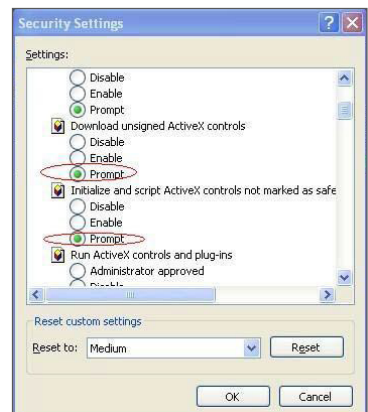 Security Settings
Settings:
Disable
Enable
Prompt
Download unsigned ActiveX controls
Disable
Enable
Prompt
Initialize and script ActiveX controls not marked as safe
Disable
Enable
Prompt
Run ActiveX controls and plug-ins
Administrator approved
Disable
Reset custom settings
Reset to: Medium Reset
OK Cancel